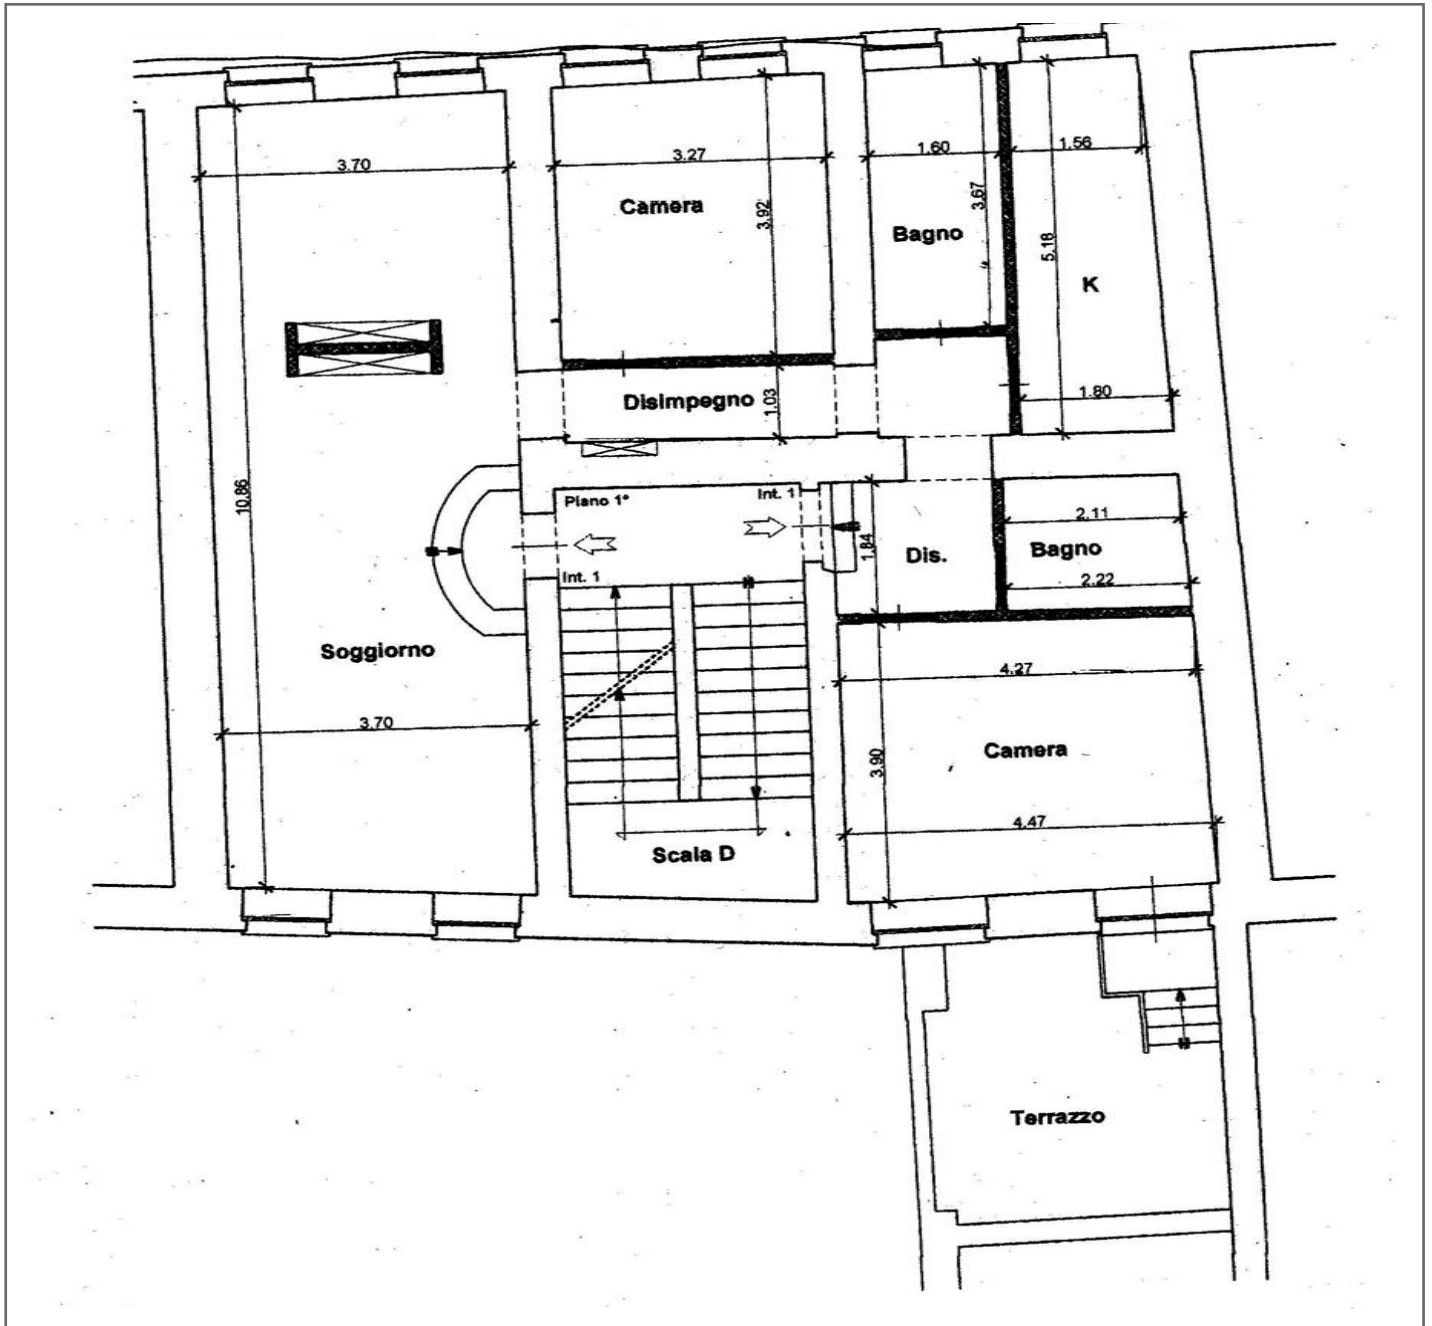 3.70
3.27
1.60
1.56
Camera
3.92
3.67
Bagno
5.18
K
Disimpegno
1.03
1.80
10.86
Piano 1°
Int. 1
2.11
1.84
Dis.
Bagno
Int. 1
2.22
Soggiorno
4.27
3.70
3.90
Camera
4.47
Scala D
Terrazzo